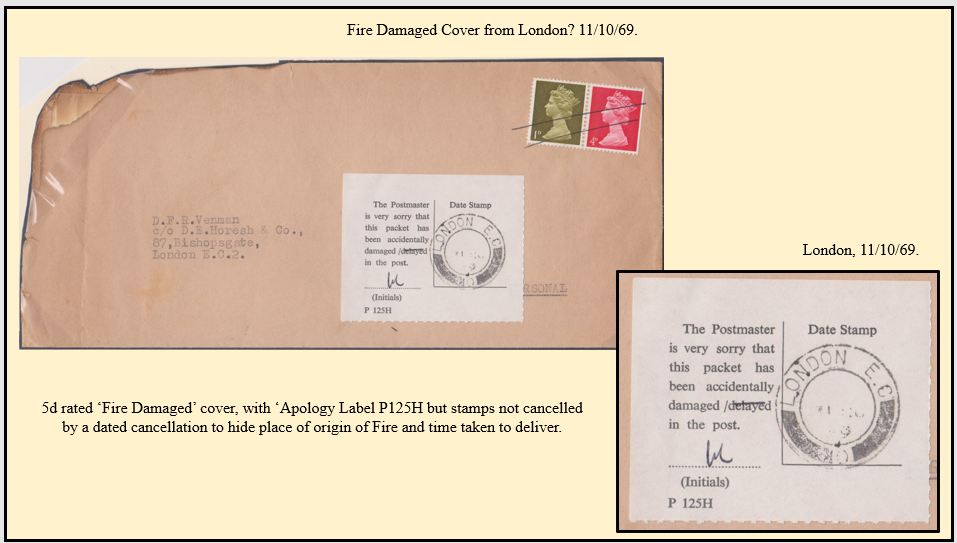 Fire Damaged Cover from London? 11/10/69.
1D
4D
The Postmaster
is very sorry that
this packet has
been accidentally
damaged /delayed
in the post.
(Initials)
P 125H
Date Stamp
LONDON E.C
D.F.R.Venman
c/o D.E.Horesh & Co.,
87,Bishopsgate,
London E.C.2.
RSONAL
London, 11/10/69.
The Postmaster
is very sorry that
this packet has
been accidentally
damaged /delayed
in the post.
(Initials)
P 125H
Date Stamp
LONDON E.C
5d rated ‘Fire Damaged’ cover, with ‘Apology Label P125H but stamps not cancelled
by a dated cancellation to hide place of origin of Fire and time taken to deliver.